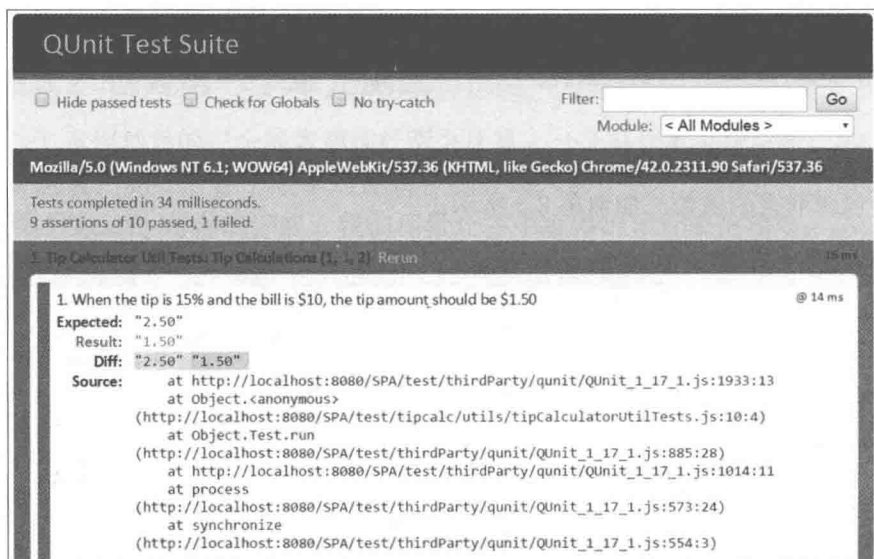 QUnit Test Suite
Hide passed tests Check for Globals No try-catch Filter: Go
Module: < All Modules >
Mozilla/5.0 (Windows NT 6.1; WOW64) AppleWebKit/537.36 (KHTML, like Gecko) Chrome/42.0.2311.90 Safari/537.36
Tests completed in 34 milliseconds.
9 assertions of 10 passed, 1 failed.
1. Tip Calculator Util Tests: Tip Calculations (1, 1, 2) Rerun 15 ms
1. When the tip is 15% and the bill is $10, the tip amount should be $1.50 @ 14 ms
Expected: "2.50"
Result: "1.50"
Diff: "2.50" "1.50"
Source: at http://localhost:8080/SPA/test/thirdParty/qunit/QUnit_1_17_1.js:1933:13
at Object.<anonymous>
(http://localhost:8080/SPA/test/tipcalc/utils/tipCalculatorUtilTests.js:10:4)
at Object.Test.run
(http://localhost:8080/SPA/test/thirdParty/qunit/QUnit_1_17_1.js:885:28)
at http://localhost:8080/SPA/test/thirdParty/qunit/QUnit_1_17_1.js:1014:11
at process
(http://localhost:8080/SPA/test/thirdParty/qunit/QUnit_1_17_1.js:573:24)
at synchronize
(http://localhost:8080/SPA/test/thirdParty/qunit/QUnit_1_17_1.js:554:3)